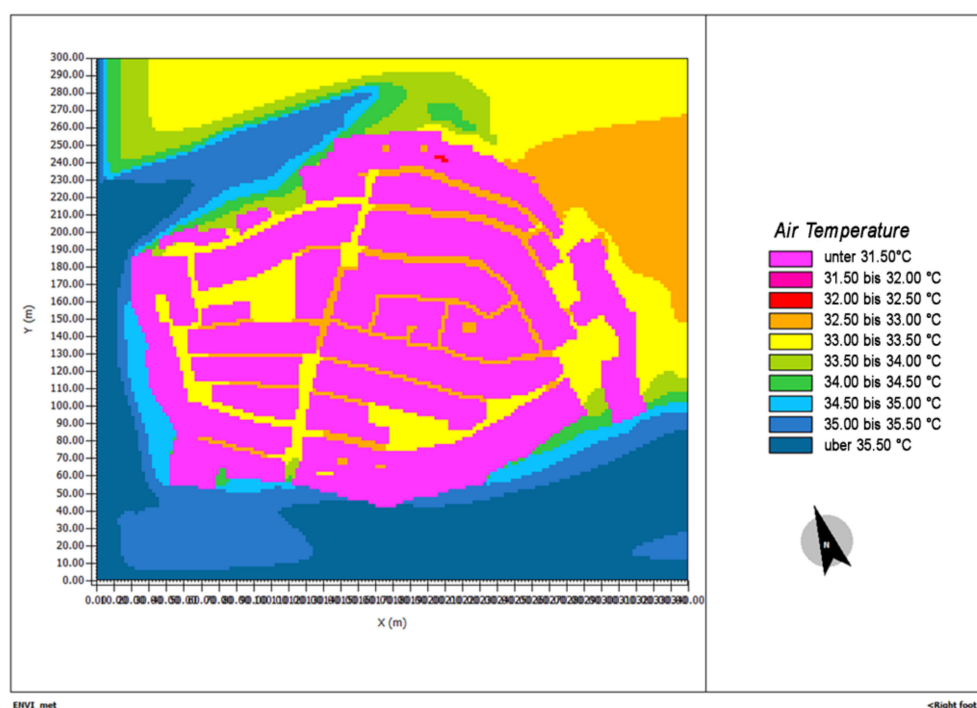 300.00
290.00
280.00
270.00
260.00
250.00
240.00
230.00
220.00
210.00
200.00
190.00
180.00
170.00
160.00
150.00
140.00
130.00
120.00
110.00
100.00
90.00
80.00
70.00
60.00
50.00
40.00
30.00
20.00
10.00
0.00
Y (m)
X (m)
Air Temperature
unter 31.50°C
31.50 bis 32.00 °C
32.00 bis 32.50 °C
32.50 bis 33.00 °C
33.00 bis 33.50 °C
33.50 bis 34.00 °C
34.00 bis 34.50 °C
34.50 bis 35.00 °C
35.00 bis 35.50 °C
uber 35.50 °C
N
ENVI_met
<Right foot